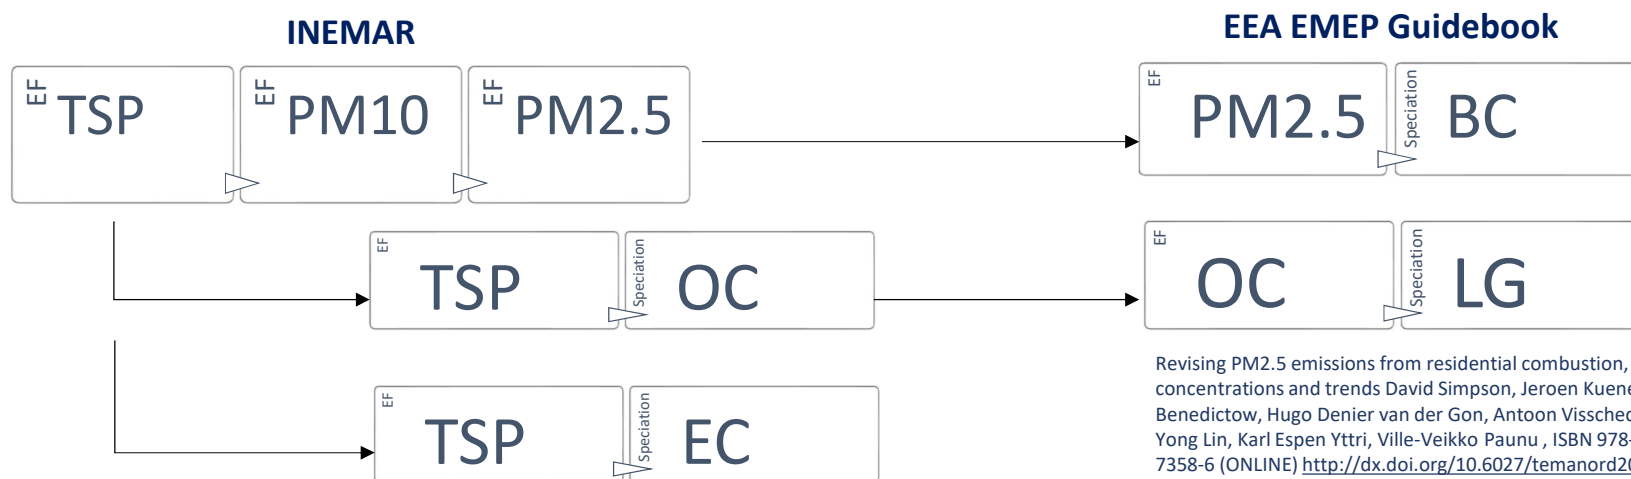 INEMAR
EEA EMEP Guidebook
EF TSP
EF PM10
EF PM2.5
EF PM2.5
Speciation BC
EF TSP
Speciation OC
EF OC
Speciation LG
EF TSP
Speciation EC
Revising PM2.5 emissions from residential combustion,
concentrations and trends David Simpson, Jeroen
Benedictow, Hugo Denier van der Gon, Antoon
Yong Lin, Karl Espen Yttri, Ville-Veikko Paunu , ISBN 978-
7358-6 (ONLINE) http://dx.doi.org/10.6027/temanord20